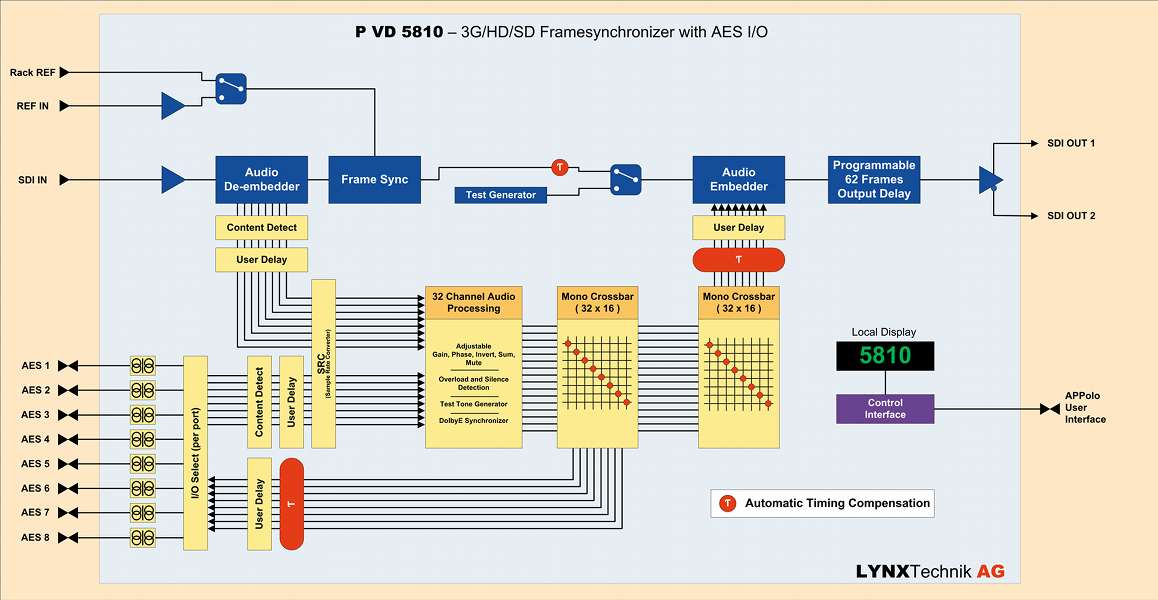 P VD 5810 – 3G/HD/SD Framesynchronizer with AES I/O
Rack REF
REF IN
SDI IN
Audio
De-embedder
Frame Sync
τ
Test Generator
Audio
Embedder
Programmable
62 Frames
Output Delay
SDI OUT 1
SDI OUT 2
Content Detect
User Delay
User Delay
τ
SRC
(Sample Rate Converter)
32 Channel Audio
Processing
Adjustable
Gain, Phase, Invert, Sum,
Mute
Overload and Silence
Detection
Test Tone Generator
DolbyE Synchronizer
Mono Crossbar
( 32 x 16 )
Mono Crossbar
( 32 x 16 )
Local Display
5810
Control
Interface
APPolo
User
Interface
AES 1
AES 2
AES 3
AES 4
AES 5
AES 6
AES 7
AES 8
I/O Select (per port)
Content Detect
User Delay
User Delay
τ
τ Automatic Timing Compensation
LYNXTechnik AG